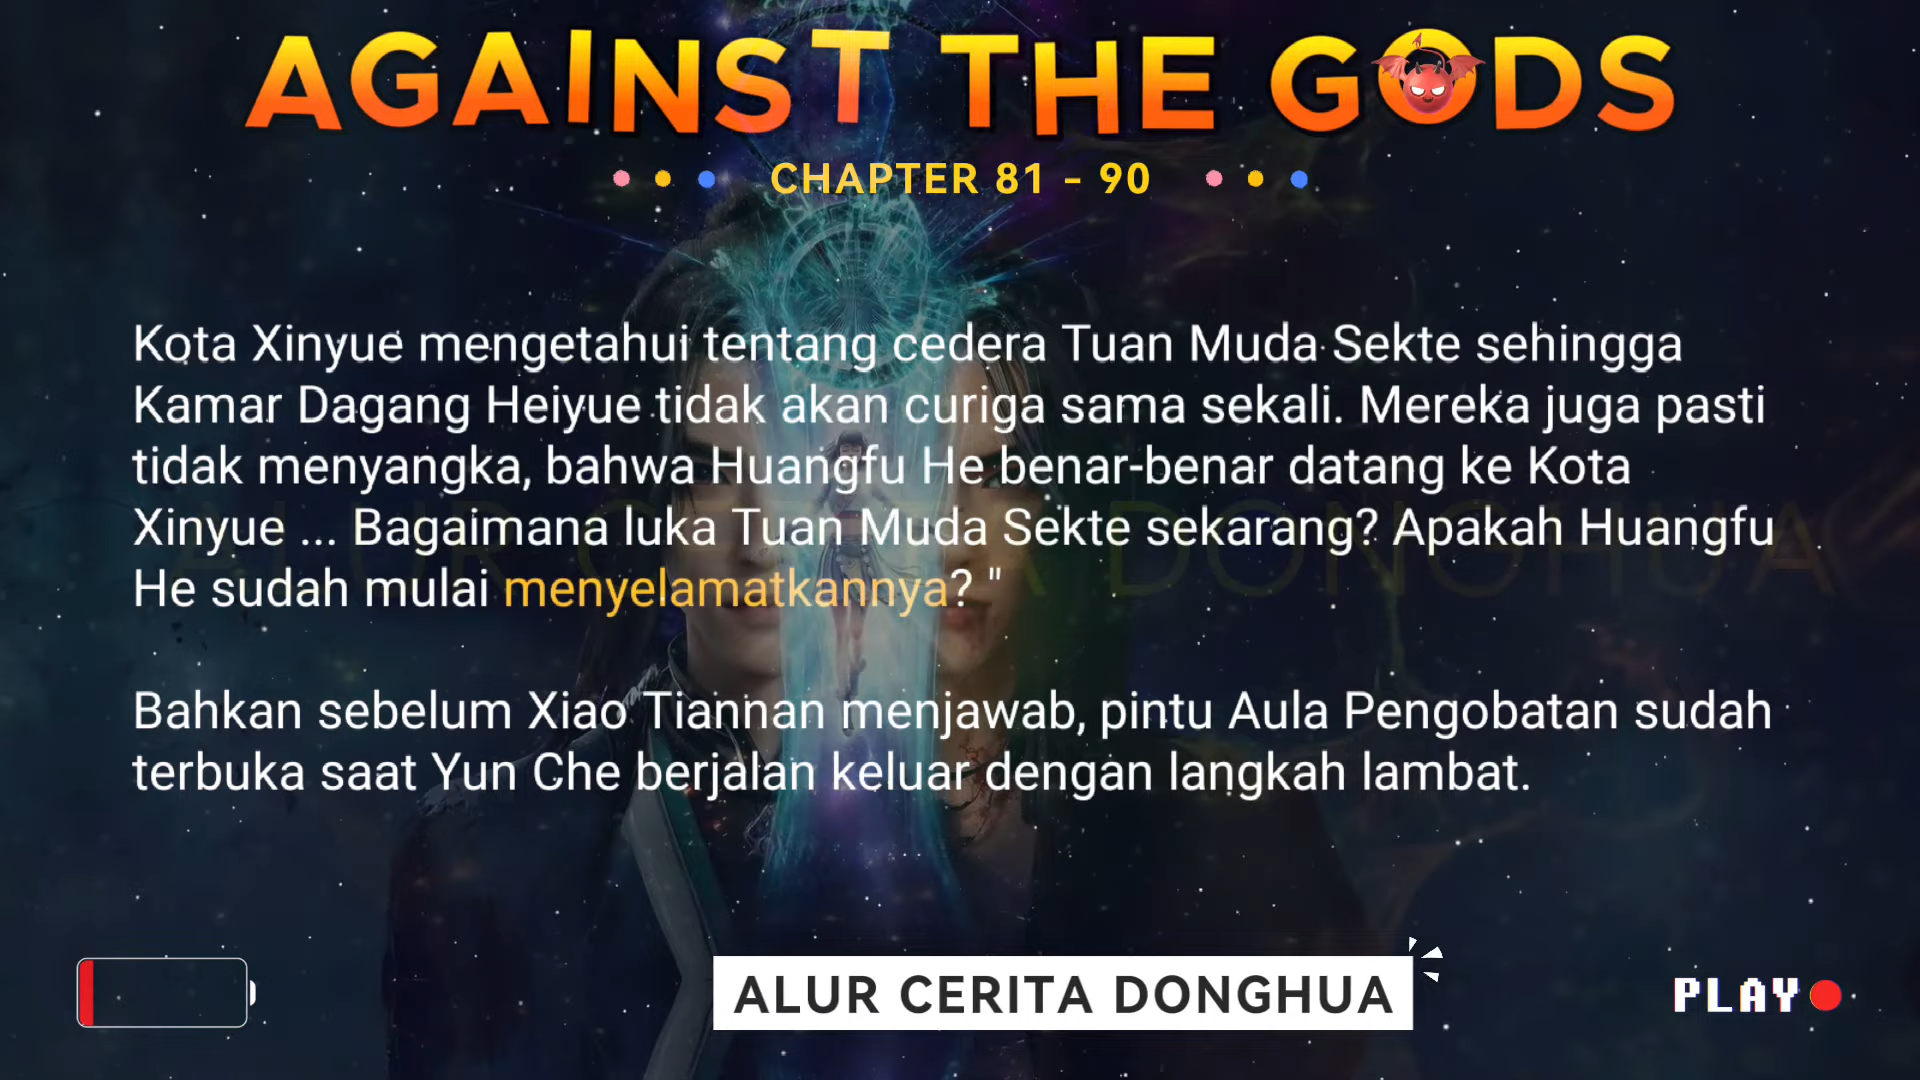 AGAINST THE GODS
CHAPTER 81 - 90
Kota Xinyue mengetahui tentang cedera Tuan Muda Sekte sehingga
Kamar Dagang Heiyue tidak akan curiga sama sekali. Mereka juga pasti
tidak menyangka, bahwa Huangfu He benar-benar datang ke Kota
Xinyue ... Bagaimana luka Tuan Muda Sekte sekarang? Apakah Huangfu
He sudah mulai menyelamatkannya? "
Bahkan sebelum Xiao Tiannan menjawab, pintu Aula Pengobatan sudah
terbuka saat Yun Che berjalan keluar dengan langkah lambat.
ALUR CERITA DONGHUA
ALUR CERITA DONGHUA
PLAY